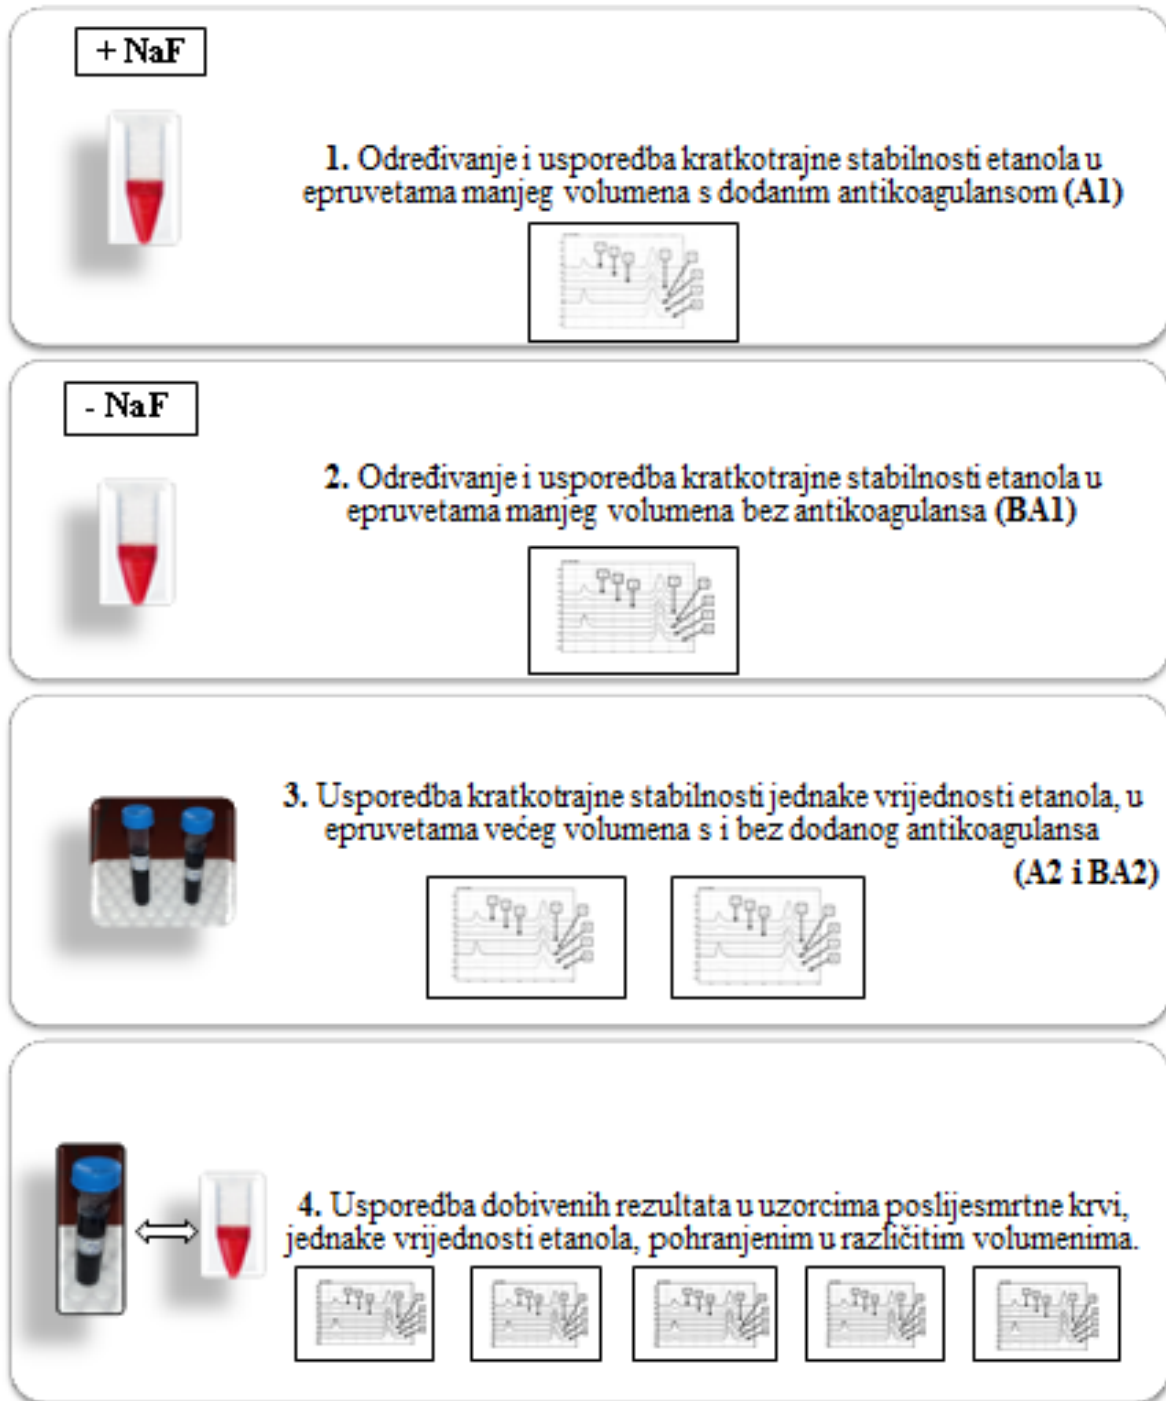 + NaF
1. Određivanje i usporedba kratkotrajne stabilnosti etanola u
epruvetama manjeg volumena s dodanim antikoagulansom (A1)
- NaF
2. Određivanje i usporedba kratkotrajne stabilnosti etanola u
epruvetama manjeg volumena bez antikoagulansa (BA1)
3. Usporedba kratkotrajne stabilnosti jednake vrijednosti etanola, u
epruvetama većeg volumena s i bez dodanog antikoagulansa
(A2 i BA2)
4. Usporedba dobivenih rezultata u uzorcima poslijesmrtne krvi,
jednake vrijednosti etanola, pohranjenim u različitim volumenima.